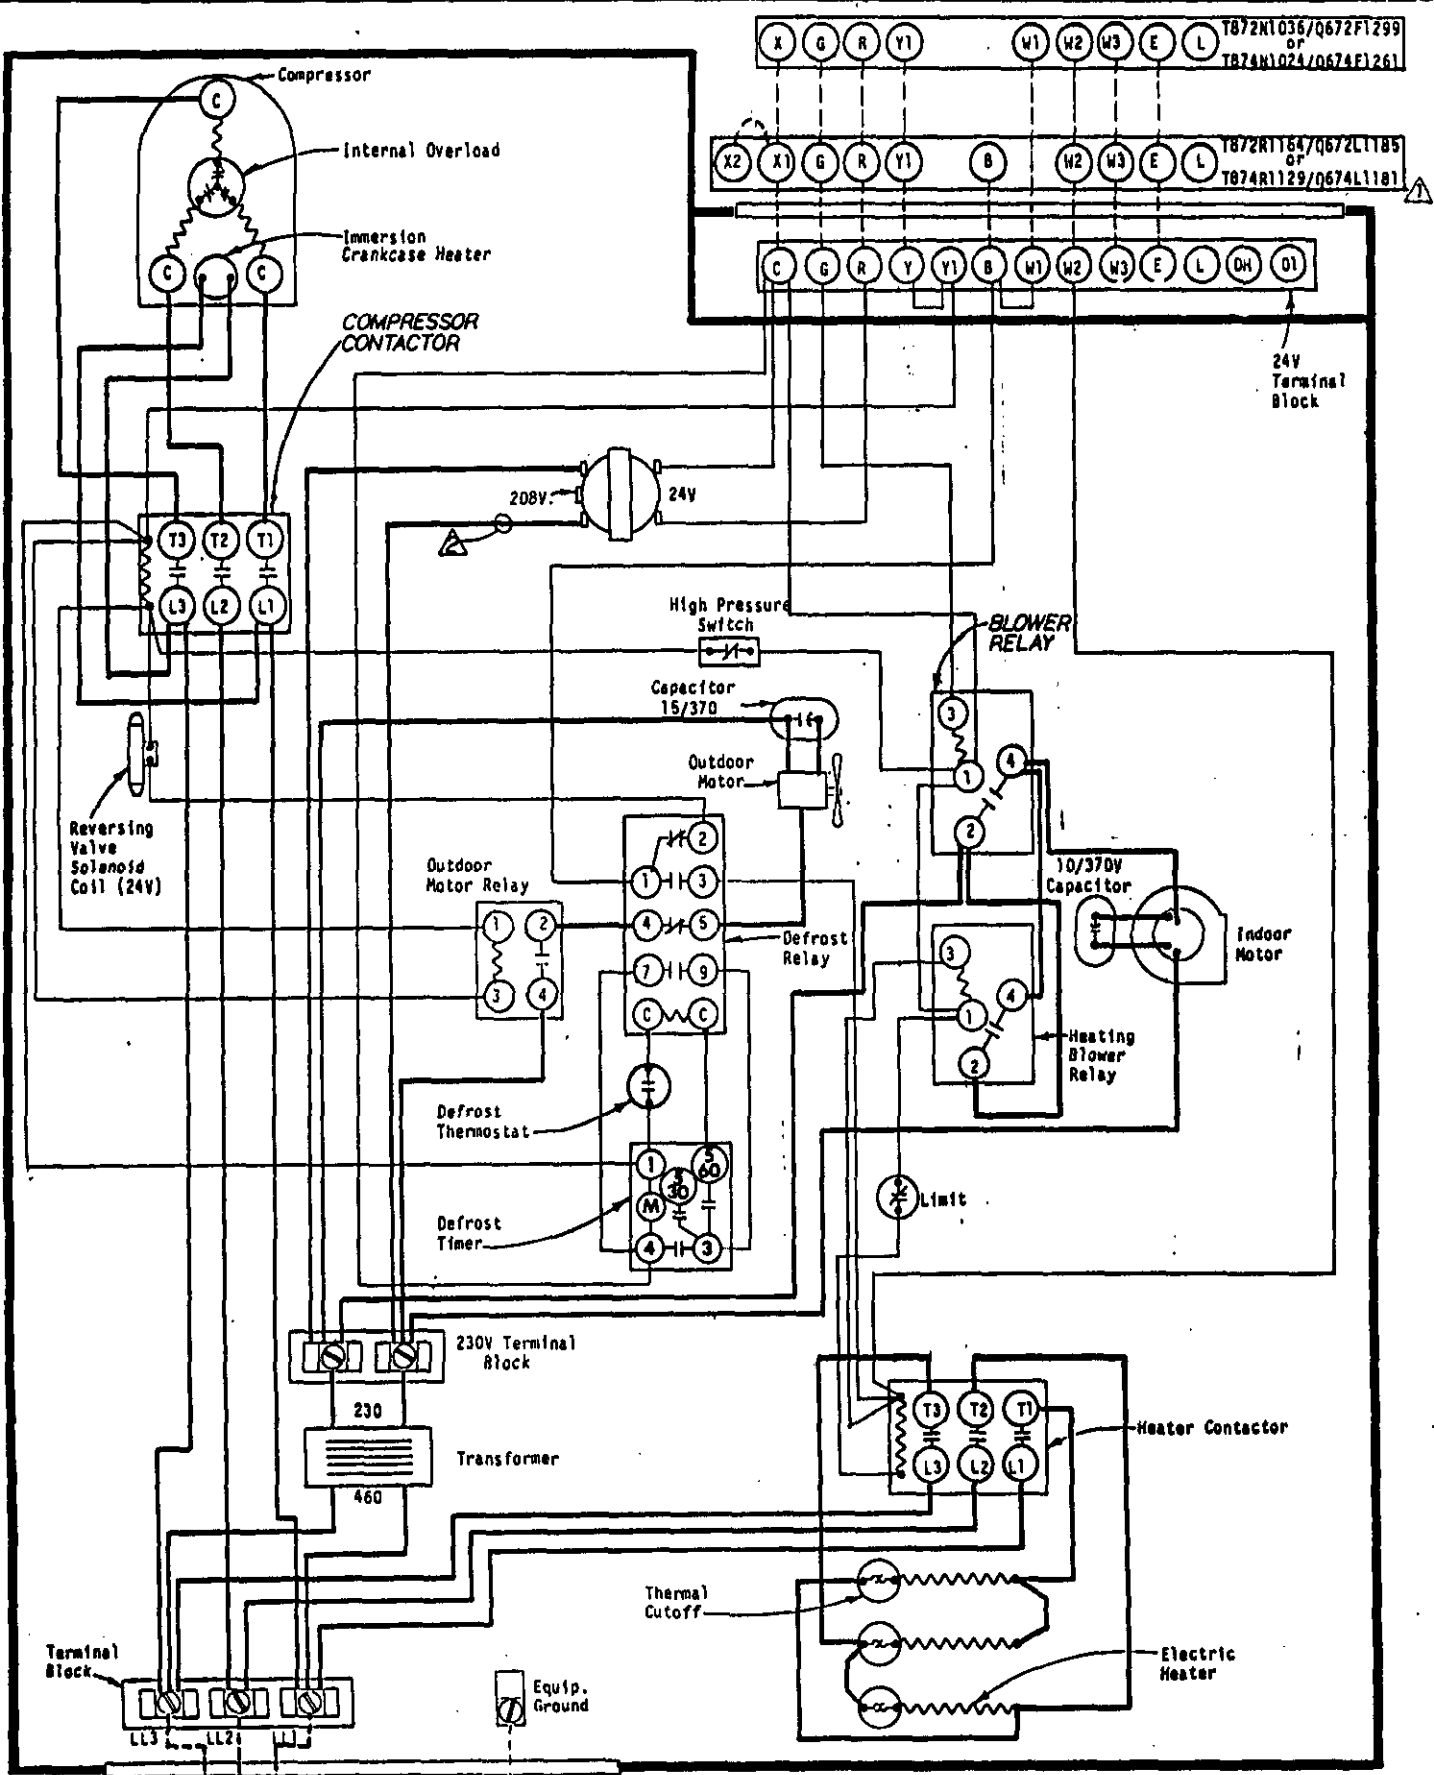 X G R Y1 W1 W2 W3 E L T872N1036/Q672F1299
or
T874N1024/Q674F1261
X2 X1 G R Y1 B W2 W3 E L T872R1164/Q672L1185
or
T874R1129/Q674L1181
1
C G R Y Y1 B W1 W2 W3 E L DH O1
24V
Terminal
Block
Compressor
C
Internal Overload
Immersion
Crankcase Heater
C C
COMPRESSOR
CONTACTOR
208V. 24V
2
T3 T2 T1
L3 L2 L1
High Pressure
Switch
BLOWER
RELAY
Capacitor
15/370
3
4
1
2
Outdoor
Motor
Reversing
Valve
Solenoid
Coil (24V)
Outdoor
Motor Relay
1 2
3 4
2
1 3
4 5
7 9
C C
Defrost
Relay
10/370V
Capacitor
Indoor
Motor
3
4
1
2
Heating
Blower
Relay
Defrost
Thermostat
1 5
60
5
30
M
4 3
Defrost
Timer
Limit
230V Terminal
Block
230
Transformer
460
T3 T2 T1
L3 L2 L1
Heater Contactor
Thermal
Cutoff
Electric
Heater
Terminal
Block
LL3 LL2 LL1
Equip.
Ground